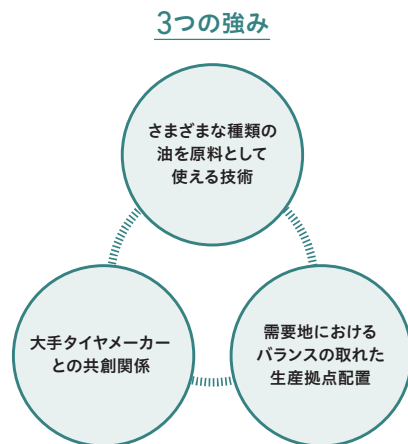 3つの強み
さまざまな種類の
油を原料として
使える技術
大手タイヤメーカー
との共創関係
需要地における
バランスの取れた
生産拠点配置